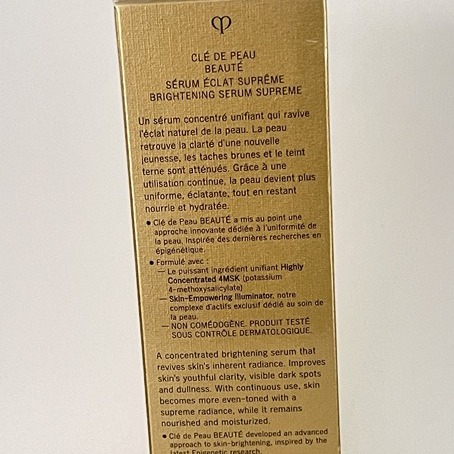 CLÉ DE PEAU
BEAUTÉ
SÉRUM ÉCLAT SUPRÊME
BRIGHTENING SERUM SUPREME
Un sérum concentré unifiant qui ravive
l'éclat naturel de la peau. La peau
retrouve la clarté d'une nouvelle
jeunesse, les taches brunes et le teint
terne sont atténués. Grâce à une
utilisation continue, la peau devient plus
uniforme, éclatante, tout en restant
nourrie et hydratée.
● Clé de Peau BEAUTÉ a mis au point une
approche innovante dédiée à l'uniformité de
la peau. Inspirée des dernières recherches en
épigénétique.
● Formulé avec :
— Le puissant ingrédient unifiant Highly
Concentrated 4MSK (potassium
4-methoxysalicylate)
— Skin-Empowering Illuminator, notre
complexe d'actifs exclusif dédié au soin de
la peau.
— NON COMÉDOGÈNE. PRODUIT TESTÉ
SOUS CONTRÔLE DERMATOLOGIQUE.
A concentrated brightening serum that
revives skin's inherent radiance. Improves
skin's youthful clarity, visible dark spots
and dullness. With continuous use, skin
becomes more even-toned with a
supreme radiance, while it remains
nourished and moisturized.
● Clé de Peau BEAUTÉ developed an advanced
approach to skin-brightening, inspired by the
latest Epigenetic research.